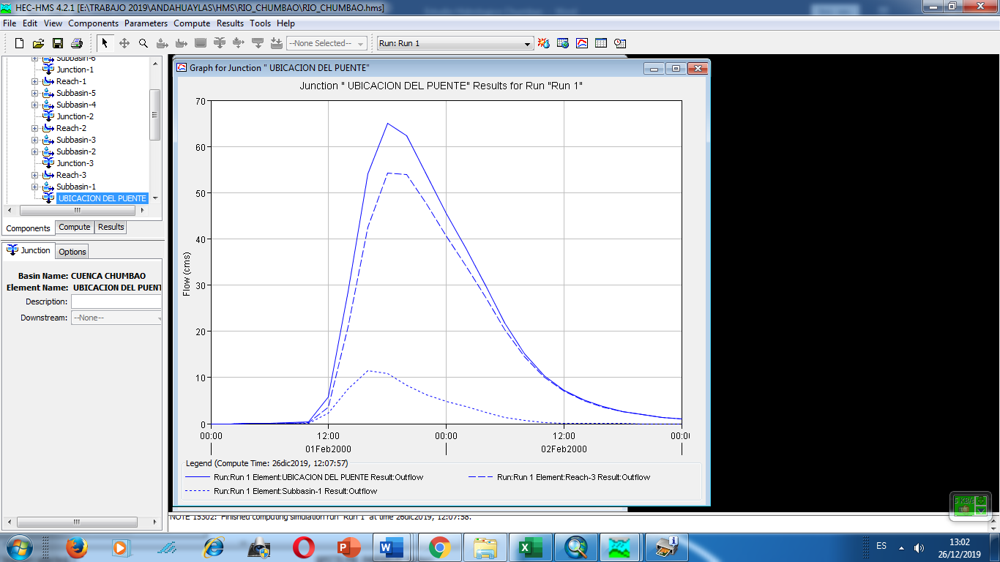 HEC-HMS 4.2.1 [E:\TRABAJO 2019\ANDAHUAYLAS\HMS\RIO_CHUMBAO\RIO_CHUMBAO.hms]
File Edit View Components Parameters Compute Results Tools Help
--None Selected-- Run: Run 1
Subbasin-6
Junction-1
Reach-1
Subbasin-5
Subbasin-4
Junction-2
Reach-2
Subbasin-3
Subbasin-2
Junction-3
Reach-3
Subbasin-1
UBICACION DEL PUENTE
Components Compute Results
Junction Options
Basin Name: CUENCA CHUMBAO
Element Name: UBICACION DEL PUENT
Description:
Downstream: --None--
Graph for Junction " UBICACION DEL PUENTE"
Junction " UBICACION DEL PUENTE" Results for Run "Run 1"
70
60
50
40
30
20
10
0
Flow (cms)
00:00 12:00 00:00 12:00 00:0
01Feb2000 02Feb2000
Legend (Compute Time: 26dic2019, 12:07:57)
Run:Run 1 Element:UBICACION DEL PUENTE Result:Outflow Run:Run 1 Element:Reach-3 Result:Outflow
Run:Run 1 Element:Subbasin-1 Result:Outflow
NOTE 15302: Finished computing simulation run "Run 1" at time 26dic2019, 12:07:58.
5 KB/s
ES 13:02
26/12/2019